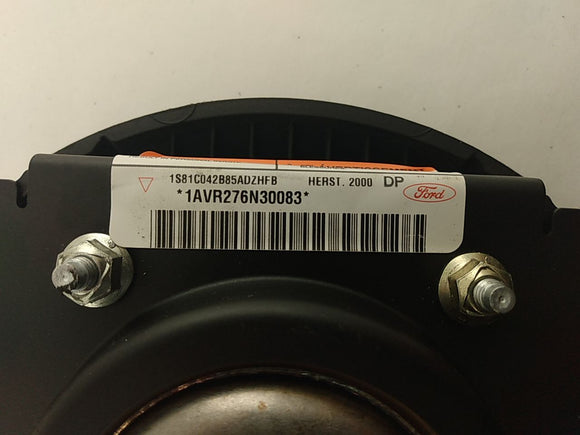 1S81C042B85ADZHFB HERST. 2000 DP
Ford
*1AVR276N30083*